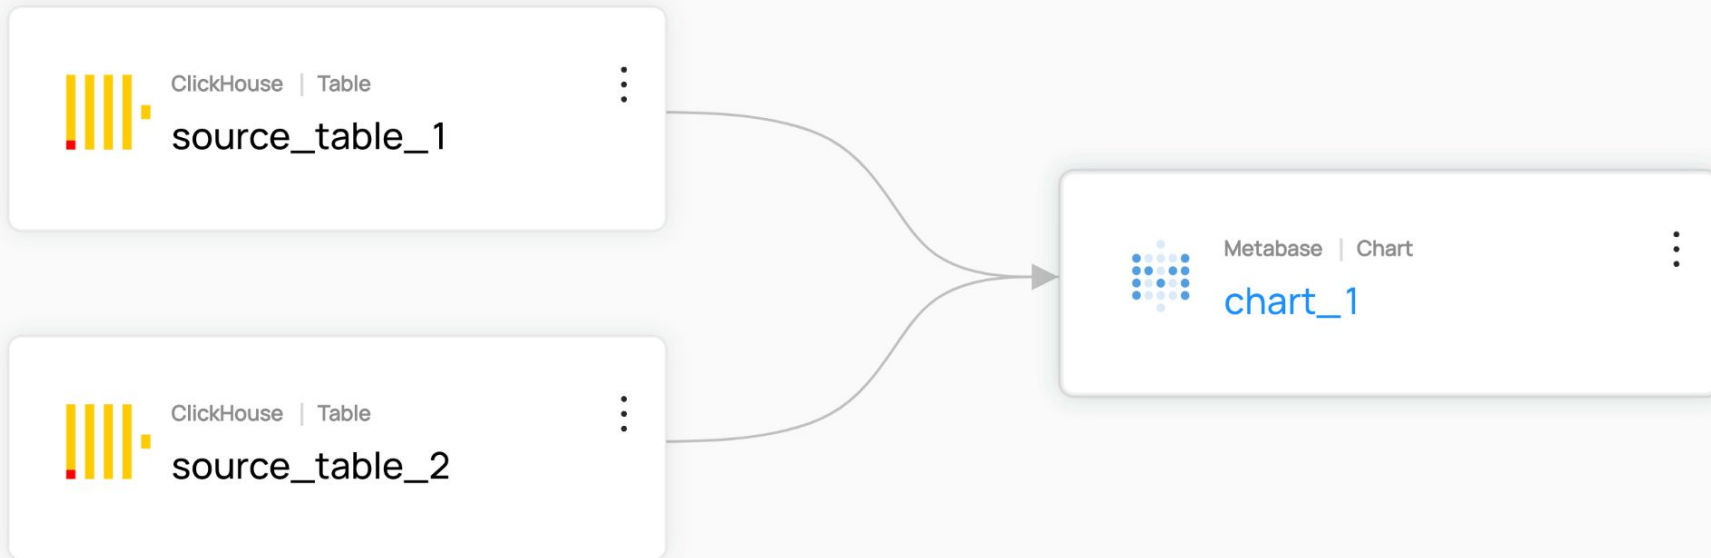 ClickHouse | Table
source_table_1
Metabase | Chart
chart_1
ClickHouse | Table
source_table_2